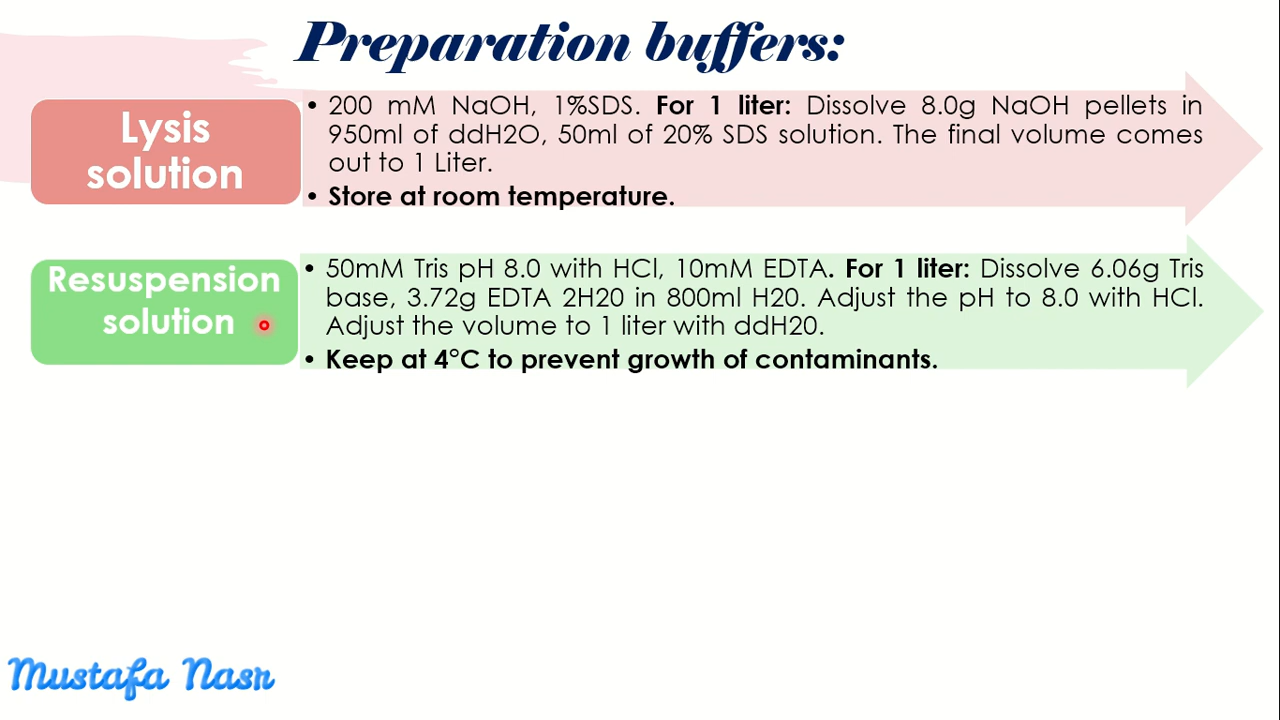 Preparation buffers:
Lysis
solution
• 200 mM NaOH, 1%SDS. For 1 liter: Dissolve 8.0g NaOH pellets in
950ml of ddH2O, 50ml of 20% SDS solution. The final volume comes
out to 1 Liter.
• Store at room temperature.
Resuspension
solution
• 50mM Tris pH 8.0 with HCl, 10mM EDTA. For 1 liter: Dissolve 6.06g Tris
base, 3.72g EDTA 2H20 in 800ml H20. Adjust the pH to 8.0 with HCl.
Adjust the volume to 1 liter with ddH20.
• Keep at 4°C to prevent growth of contaminants.
Mustafa Nasr